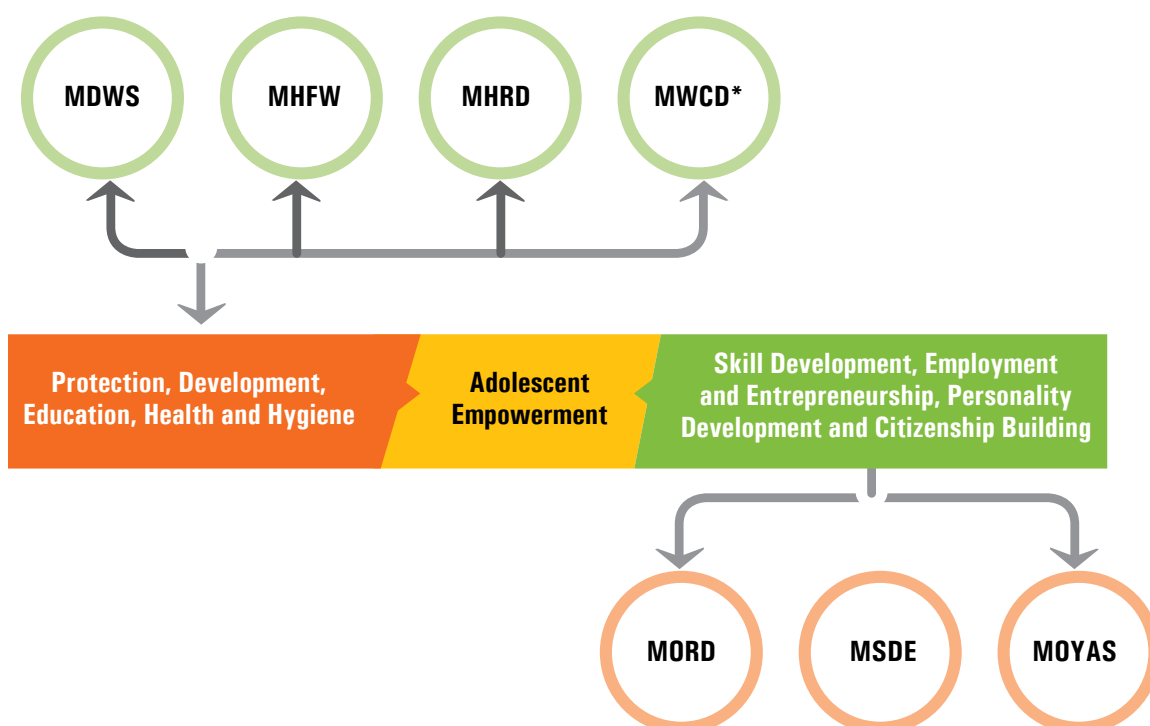 MDWS
MHFW
MHRD
MWCD*
Protection, Development,
Education, Health and Hygiene
Adolescent
Empowerment
Skill Development, Employment
and Entrepreneurship, Personality
Development and Citizenship Building
MORD
MSDE
MOYAS